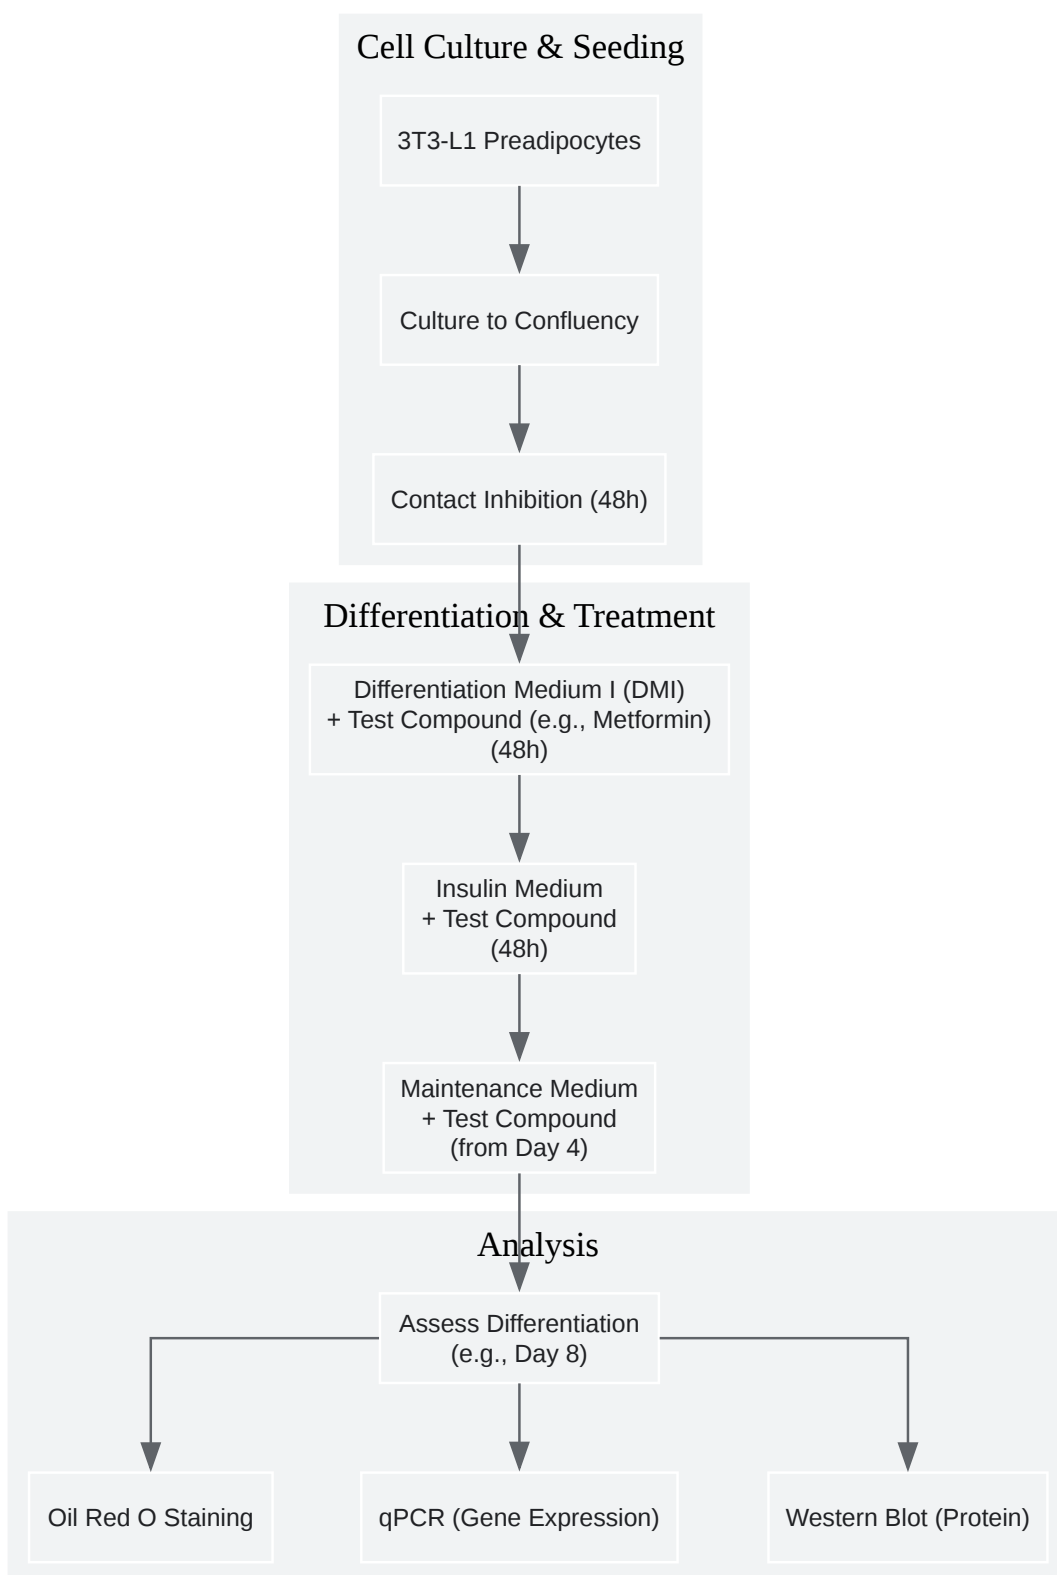 Cell Culture & Seeding
3T3-L1 Preadipocytes
Culture to Confluency
Contact Inhibition (48h)
Differentiation & Treatment
Differentiation Medium I (DMI)
+ Test Compound (e.g., Metformin)
(48h)
Insulin Medium
+ Test Compound
(48h)
Maintenance Medium
+ Test Compound
(from Day 4)
Analysis
Assess Differentiation
(e.g., Day 8)
Oil Red O Staining
qPCR (Gene Expression)
Western Blot (Protein)